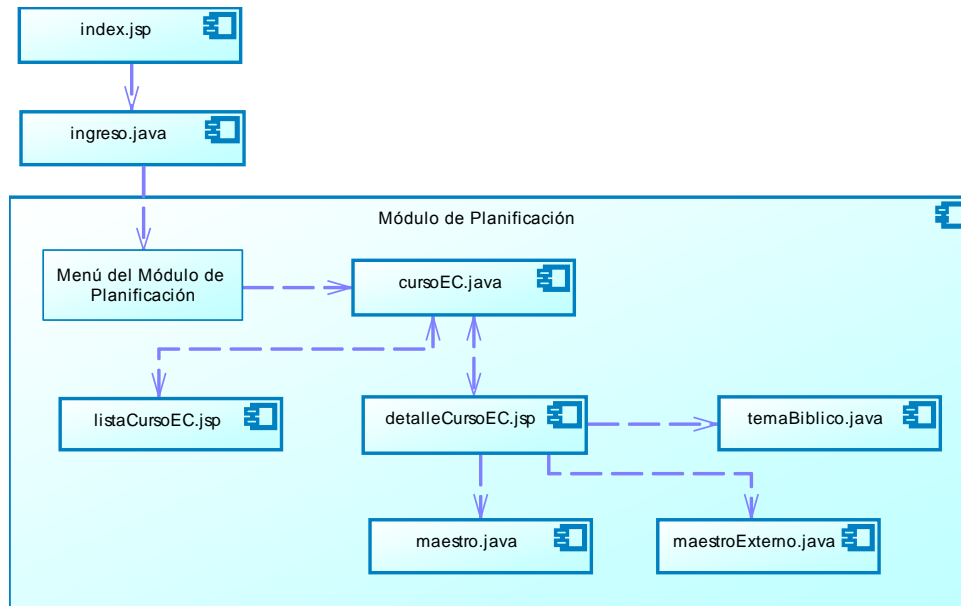 index.jsp
ingreso.java
Módulo de Planificación
Menú del Módulo de
Planificación
cursoEC.java
listaCursoEC.jsp
detalleCursoEC.jsp
temaBiblico.java
maestro.java
maestroExterno.java